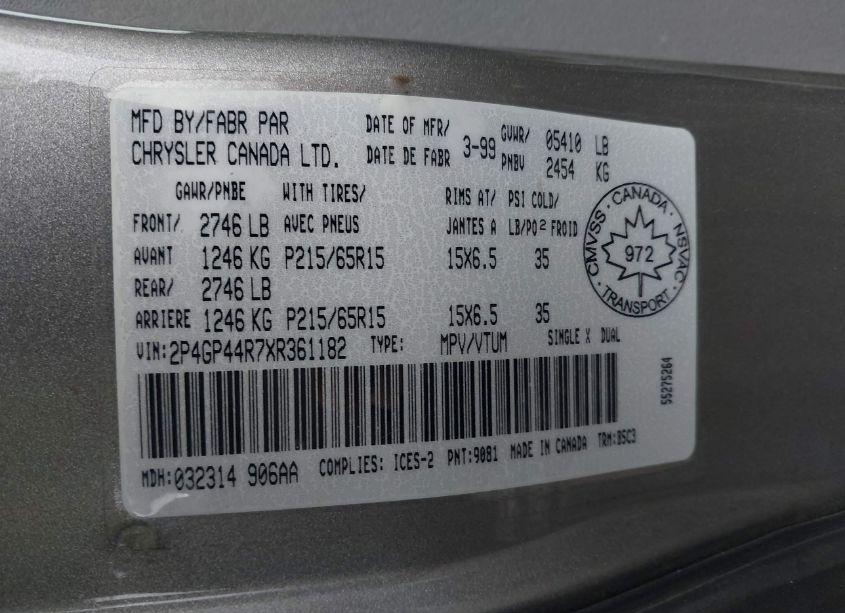 MFD BY/FABR PAR DATE OF MFR/ 3-99 GVWR/ 05410 LB
CHRYSLER CANADA LTD. DATE DE FABR PNBV 2454 KG
GAWR/PNBE WITH TIRES/ RIMS AT/ PSI COLD/
FRONT/ 2746 LB AVEC PNEUS JANTES A LB/PO² FROID
AVANT 1246 KG P215/65R15 15X6.5 35
REAR/ 2746 LB
ARRIERE 1246 KG P215/65R15 15X6.5 35
VIN:2P4GP44R7XR361182 TYPE: MPV/VTUM SINGLE X DUAL
MDH:032314 906AA COMPLIES: ICES-2 PNT:9081 MADE IN CANADA TRM:BSC3
CMVSS · CANADA · NSVAC · TRANSPORT ·
972
55275264